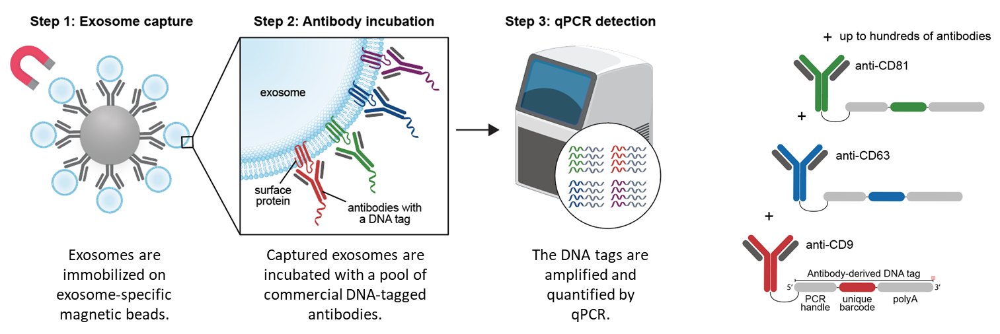 Step 1: Exosome capture
Step 2: Antibody incubation
exosome
surface
protein
antibodies with
a DNA tag
Step 3: qPCR detection
Exosomes are
immobilized on
exosome-specific
magnetic beads.
Captured exosomes are
incubated with a pool of
commercial DNA-tagged
antibodies.
The DNA tags are
amplified and
quantified by
qPCR.
+ up to hundreds of antibodies
anti-CD81
+
anti-CD63
+
anti-CD9
Antibody-derived DNA tag
5’ 3’
PCR
handle
unique
barcode
polyA